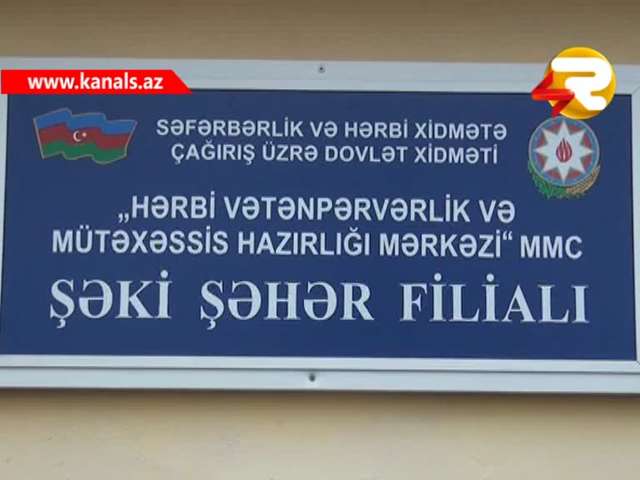 www.kanals.az
SƏFƏRBƏRLİK VƏ HƏRBİ XİDMƏTƏ
ÇAĞIRIŞ ÜZRƏ DOVLƏT XİDMƏTİ
„HƏRBİ VƏTƏNPƏRVƏRLİK VƏ
MÜTƏXƏSSİS HAZIRLIĞI MƏRKƏZİ“ MMC
ŞƏKİ ŞƏHƏR FİLİALI